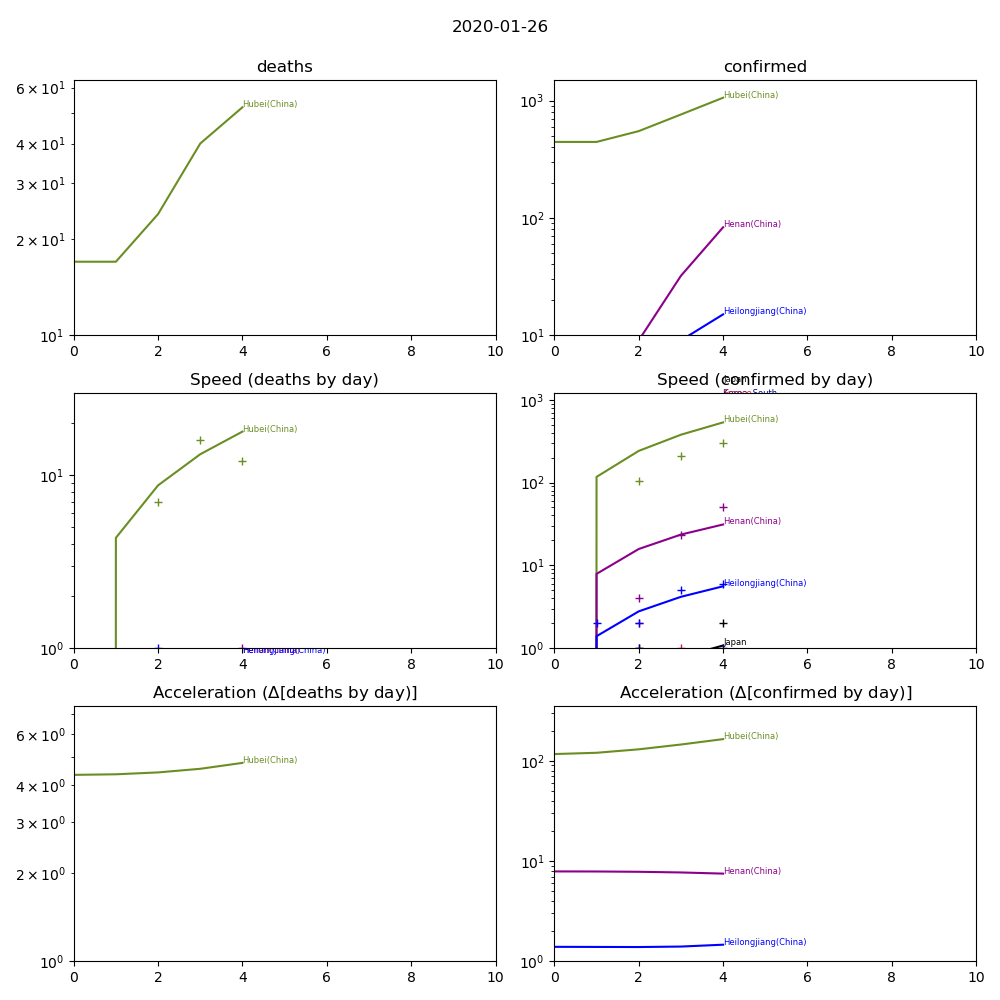 2020-01-26
deaths
6 × 10¹
4 × 10¹
3 × 10¹
2 × 10¹
10¹
Hubei(China)
0 2 4 6 8 10
confirmed
10³
10²
10¹
Hubei(China)
Henan(China)
Heilongjiang(China)
0 2 4 6 8 10
Speed (deaths by day)
10¹
10⁰
Hubei(China)
0 2 4 6 8 10
Japan
Speed (confirmed by day)
10³
10²
10¹
10⁰
Hubei(China)
Henan(China)
Heilongjiang(China)
Japan
0 2 4 6 8 10
Acceleration (Δ[deaths by day)]
6 × 10⁰
4 × 10⁰
3 × 10⁰
2 × 10⁰
10⁰
Hubei(China)
0 2 4 6 8 10
Acceleration (Δ[confirmed by day)]
10²
10¹
10⁰
Hubei(China)
Henan(China)
Heilongjiang(China)
0 2 4 6 8 10